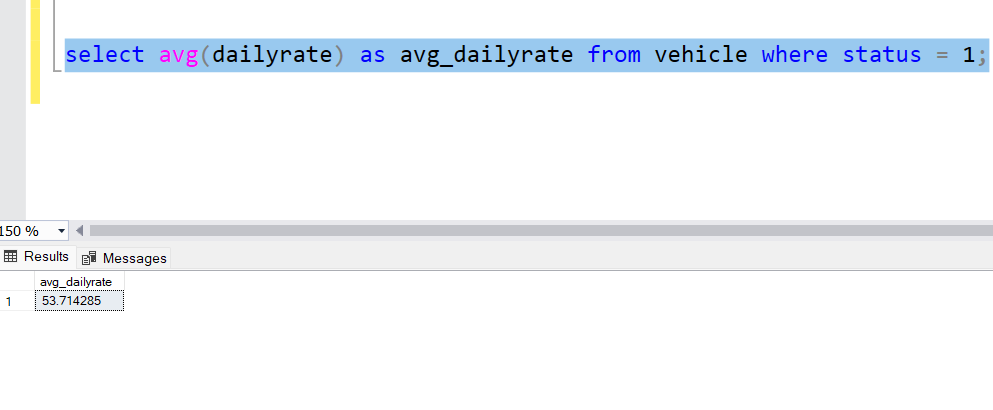 select avg(dailyrate) as avg_dailyrate from vehicle where status = 1;
150 %
Results Messages
avg_dailyrate
1 53.714285